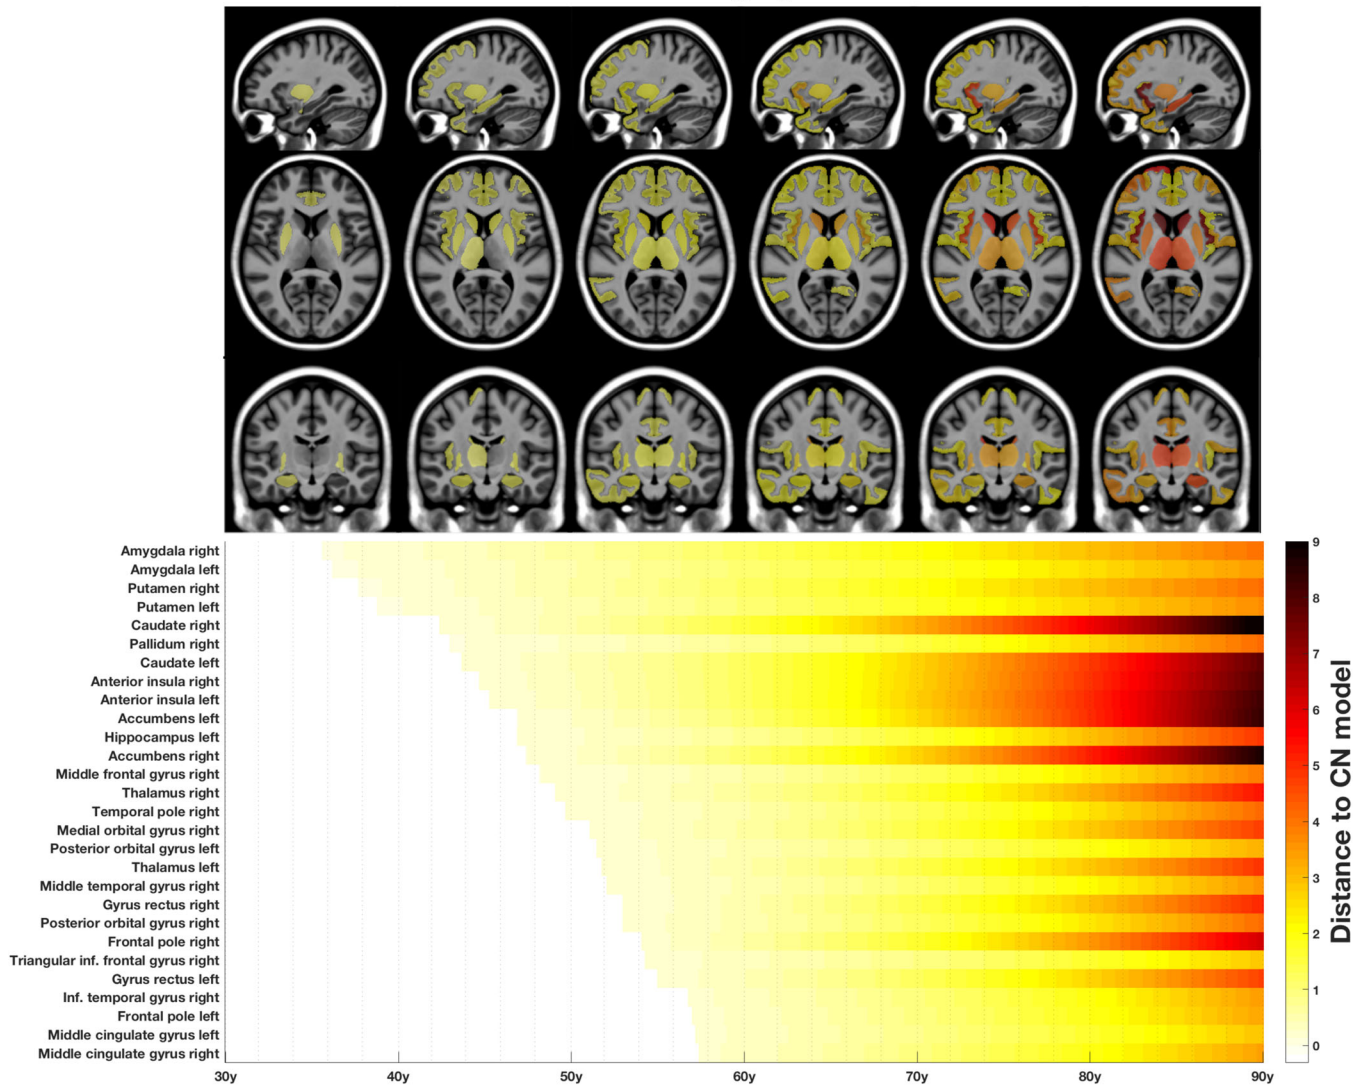 Amygdala right
Amygdala left
Putamen right
Putamen left
Caudate right
Pallidum right
Caudate left
Anterior insula right
Anterior insula left
Accumbens left
Hippocampus left
Accumbens right
Middle frontal gyrus right
Thalamus right
Temporal pole right
Medial orbital gyrus right
Posterior orbital gyrus left
Thalamus left
Middle temporal gyrus right
Gyrus rectus right
Posterior orbital gyrus right
Frontal pole right
Triangular inf. frontal gyrus right
Gyrus rectus left
Inf. temporal gyrus right
Frontal pole left
Middle cingulate gyrus left
Middle cingulate gyrus right
30y 40y 50y 60y 70y 80y 90y
9
8
7
6
5
4
3
2
1
0
Distance to CN model